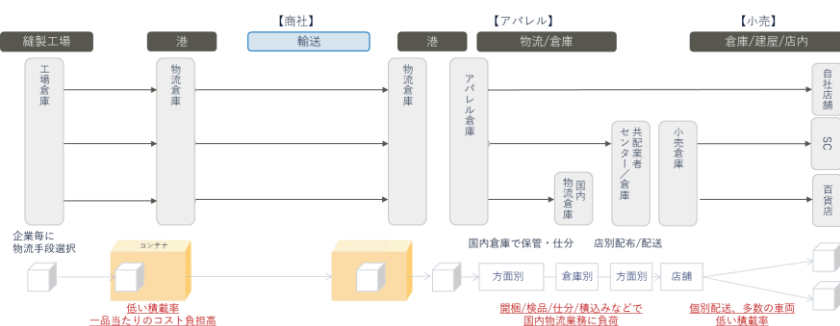 【商社】
【アパレル】
【小売】
縫製工場
港
輸送
港
物流/倉庫
倉庫/建屋/店内
工場倉庫
物流倉庫
物流倉庫
アパレル倉庫
国内
物流倉庫
共配業者
センター/倉庫
小売倉庫
自社店舗
SC
百貨店
企業毎に
物流手段選択
コンテナ
国内倉庫で保管・仕分
店別配布/配送
方面別
倉庫別
方面別
店舗
低い積載率
一品当たりのコスト負担高
開梱/検品/仕分/積込みなどで
国内物流業務に負荷
個別配送、多数の車両
低い積載率